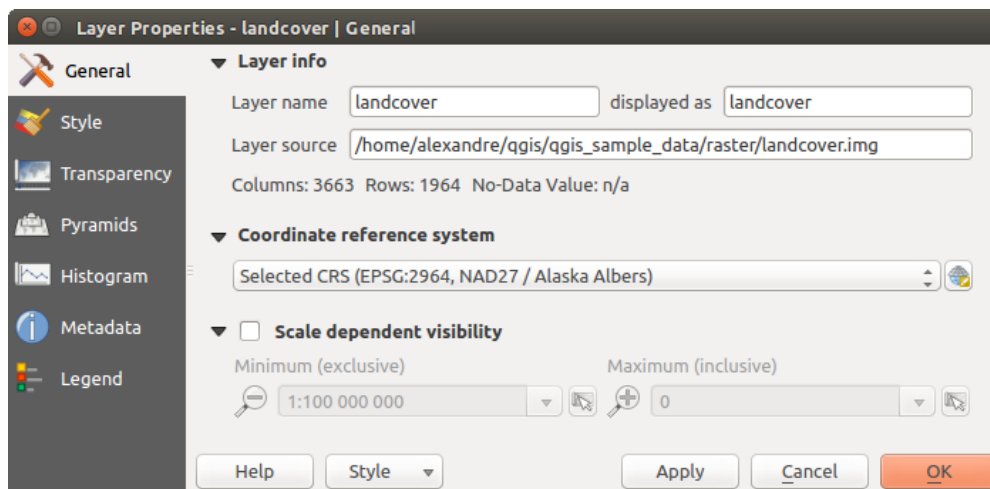 Layer Properties - landcover | General
General
Style
Transparency
Pyramids
Histogram
Metadata
Legend
Layer info
Layer name landcover displayed as landcover
Layer source /home/alexandre/qgis/qgis_sample_data/raster/landcover.img
Columns: 3663 Rows: 1964 No-Data Value: n/a
Coordinate reference system
Selected CRS (EPSG:2964, NAD27 / Alaska Albers)
Scale dependent visibility
Minimum (exclusive) Maximum (inclusive)
1:100 000 000 0
Help Style Apply Cancel OK